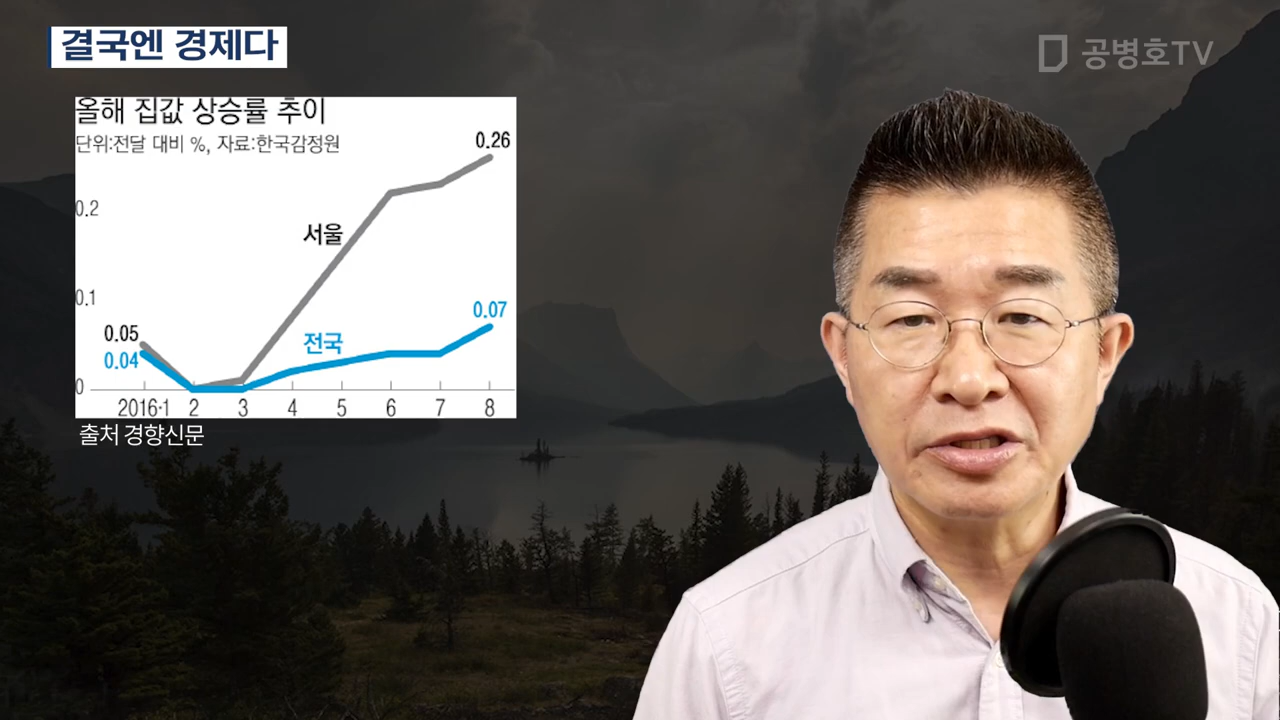 결국엔 경제다
공병호TV
올해 집값 상승률 추이
단위:전달 대비 %, 자료:한국감정원
0.26
0.2
서울
0.1
0.07
0.05
전국
0.04
0
2016·1 2 3 4 5 6 7 8
출처 경향신문